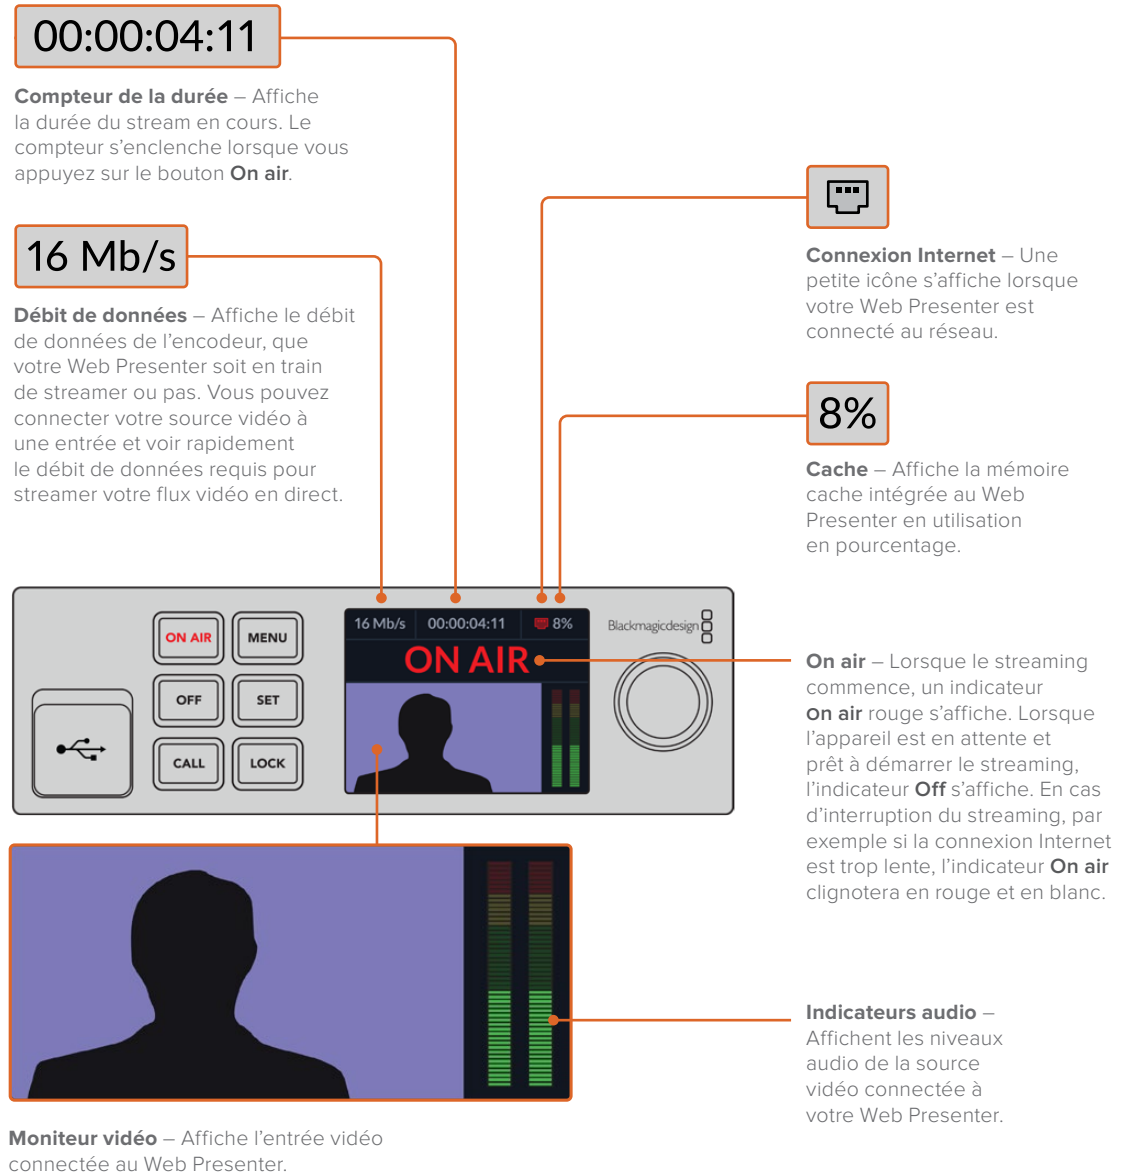 00:00:04:11
Compteur de la durée – Affiche
la durée du stream en cours. Le
compteur s’enclenche lorsque vous
appuyez sur le bouton On air.
16 Mb/s
Débit de données – Affiche le débit
de données de l’encodeur, que
votre Web Presenter soit en train
de streamer ou pas. Vous pouvez
connecter votre source vidéo à
une entrée et voir rapidement
le débit de données requis pour
streamer votre flux vidéo en direct.
Connexion Internet – Une
petite icône s’affiche lorsque
votre Web Presenter est
connecté au réseau.
8%
Cache – Affiche la mémoire
cache intégrée au Web
Presenter en utilisation
en pourcentage.
ON AIR
MENU
OFF
SET
CALL
LOCK
16 Mb/s
00:00:04:11
8%
ON AIR
Blackmagicdesign
On air – Lorsque le streaming
commence, un indicateur
On air rouge s’affiche. Lorsque
l’appareil est en attente et
prêt à démarrer le streaming,
l’indicateur Off s’affiche. En cas
d’interruption du streaming, par
exemple si la connexion Internet
est trop lente, l’indicateur On air
clignotera en rouge et en blanc.
Indicateurs audio –
Affichent les niveaux
audio de la source
vidéo connectée à
votre Web Presenter.
Moniteur vidéo – Affiche l’entrée vidéo
connectée au Web Presenter.